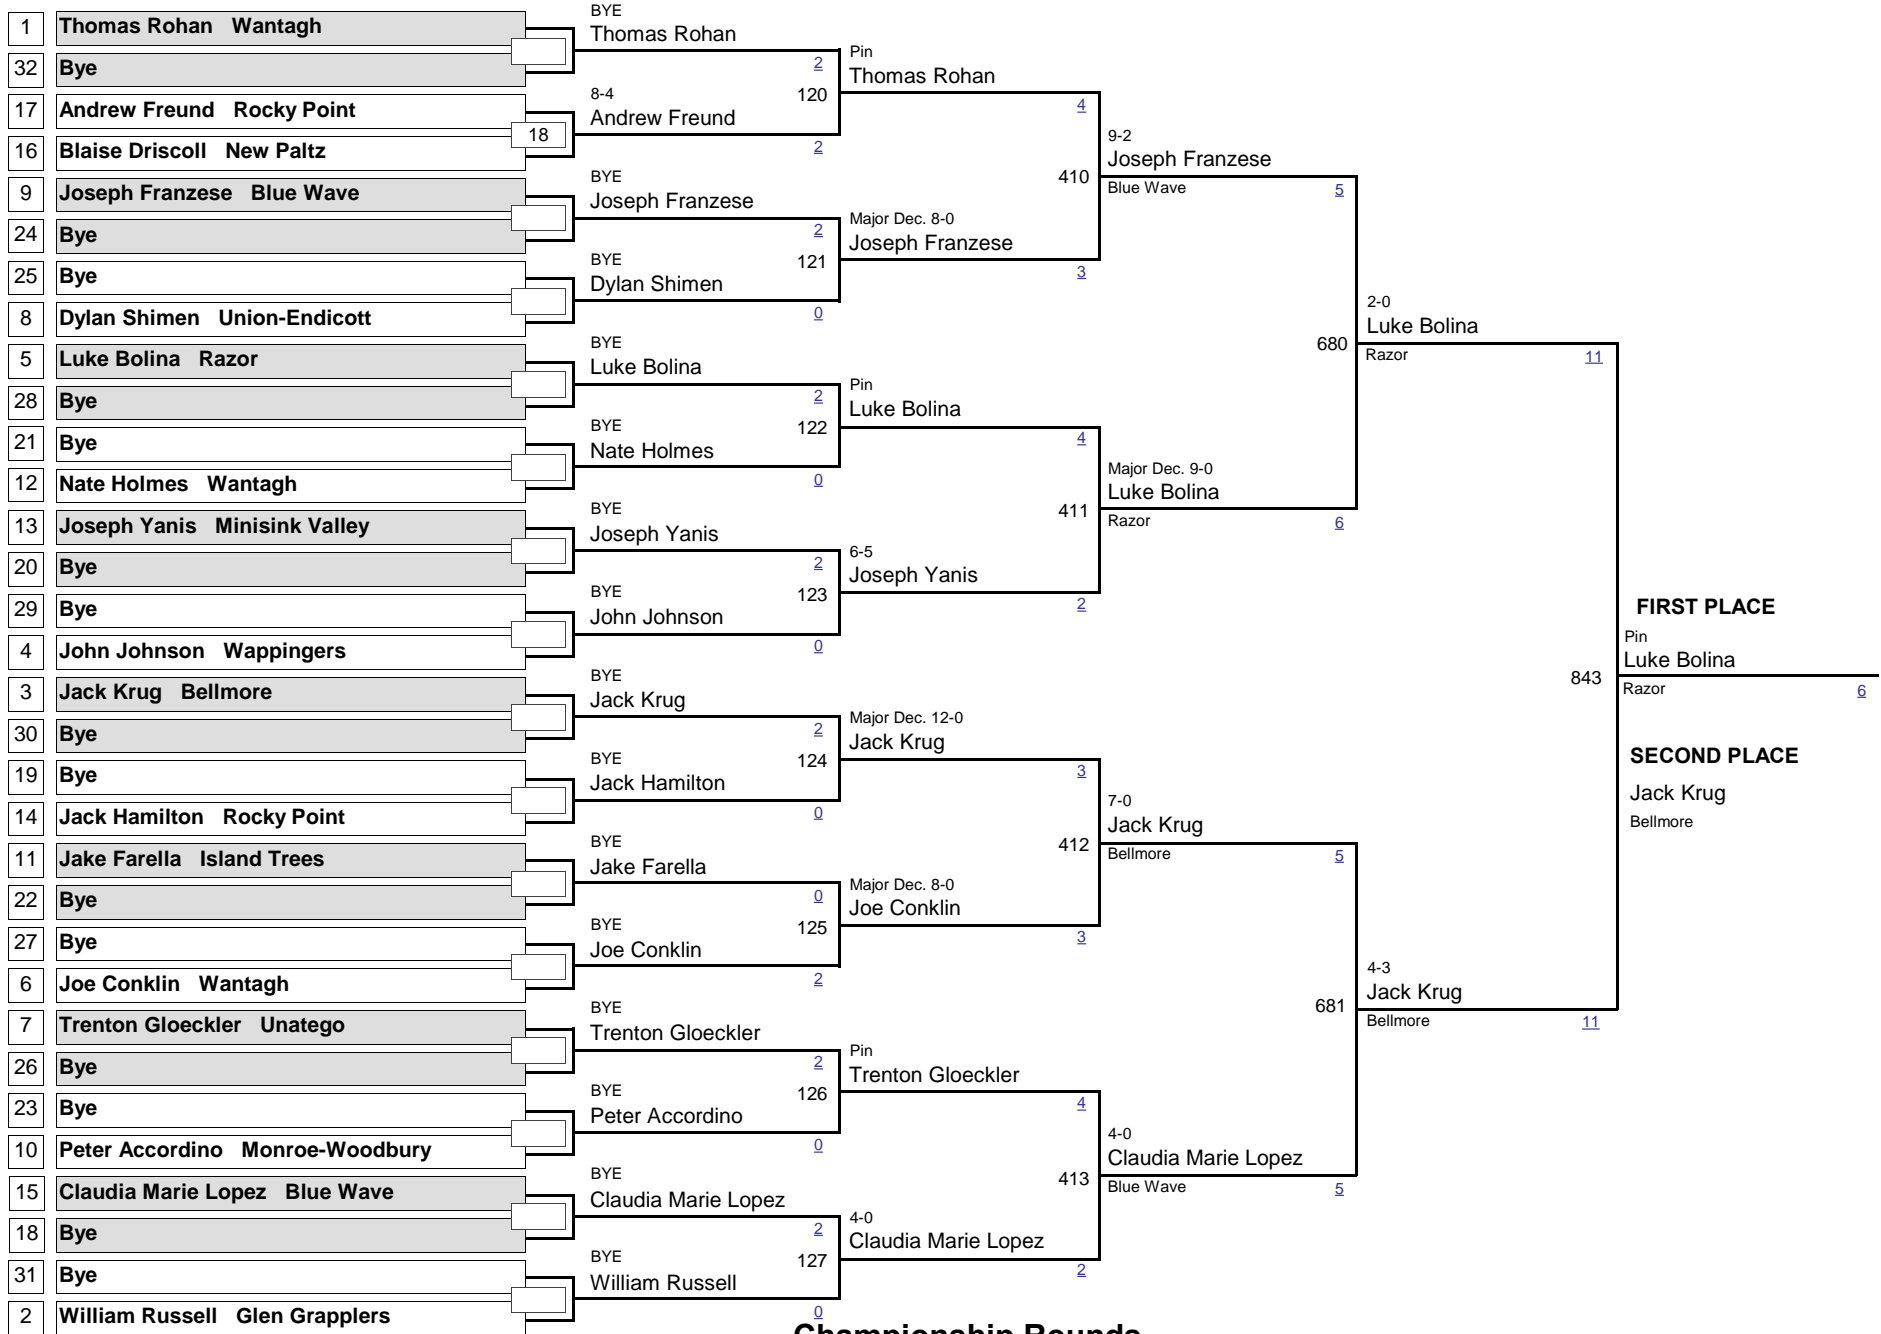 1 Thomas Rohan Wantagh
32 Bye
17 Andrew Freund Rocky Point
18
16 Blaise Driscoll New Paltz
9 Joseph Franzese Blue Wave
24 Bye
25 Bye
8 Dylan Shimen Union-Endicott
5 Luke Bolina Razor
28 Bye
21 Bye
12 Nate Holmes Wantagh
13 Joseph Yanis Minisink Valley
20 Bye
29 Bye
4 John Johnson Wappingers
3 Jack Krug Bellmore
30 Bye
19 Bye
14 Jack Hamilton Rocky Point
11 Jake Farella Island Trees
22 Bye
27 Bye
6 Joe Conklin Wantagh
7 Trenton Gloeckler Unatego
26 Bye
23 Bye
10 Peter Accordino Monroe-Woodbury
15 Claudia Marie Lopez Blue Wave
18 Bye
31 Bye
2 William Russell Glen Grapplers
BYE
Thomas Rohan
2
8-4
120
Andrew Freund
2
BYE
Joseph Franzese
2
BYE
121
Dylan Shimen
0
BYE
Luke Bolina
2
BYE
122
Nate Holmes
0
BYE
Joseph Yanis
2
BYE
123
John Johnson
0
BYE
Jack Krug
2
BYE
124
Jack Hamilton
0
BYE
Jake Farella
0
BYE
125
Joe Conklin
2
BYE
Trenton Gloeckler
2
BYE
126
Peter Accordino
0
BYE
Claudia Marie Lopez
2
BYE
127
William Russell
0
Pin
Thomas Rohan
4
410
Major Dec. 8-0
Joseph Franzese
3
Pin
Luke Bolina
4
411
6-5
Joseph Yanis
2
Major Dec. 12-0
Jack Krug
3
412
Major Dec. 8-0
Joe Conklin
3
Pin
Trenton Gloeckler
4
413
4-0
Claudia Marie Lopez
2
9-2
Joseph Franzese
Blue Wave 5
680
Major Dec. 9-0
Luke Bolina
Razor 6
7-0
Jack Krug
Bellmore 5
681
4-0
Claudia Marie Lopez
Blue Wave 5
2-0
Luke Bolina
Razor 11
843
4-3
Jack Krug
Bellmore 11
FIRST PLACE
Pin
Luke Bolina
Razor 6
SECOND PLACE
Jack Krug
Bellmore
Championship Rounds